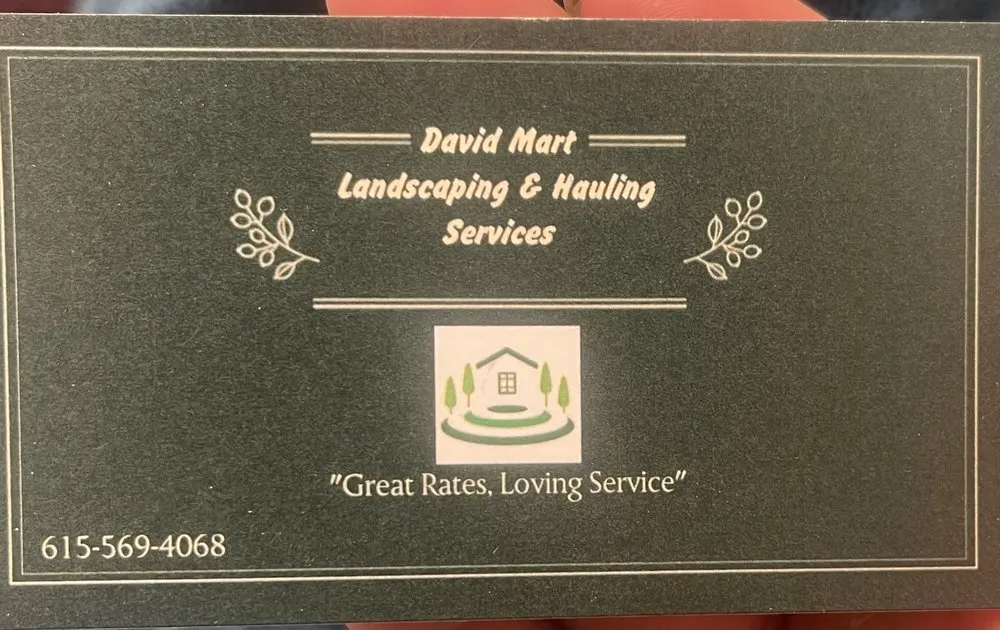 David Mart
Landscaping & Hauling
Services
"Great Rates, Loving Service"
615-569-4068